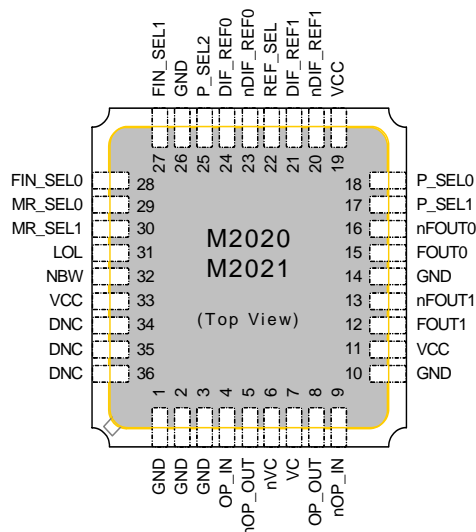 FIN_SEL1
GND
P_SEL2
DIF_REF0
nDIF_REF0
REF_SEL
DIF_REF1
nDIF_REF1
VCC
27
26
25
24
23
22
21
20
19
FIN_SEL0 28
MR_SEL0 29
MR_SEL1 30
LOL 31
NBW 32
VCC 33
DNC 34
DNC 35
DNC 36
M2020
M2021
(Top View)
18 P_SEL0
17 P_SEL1
16 nFOUT0
15 FOUT0
14 GND
13 nFOUT1
12 FOUT1
11 VCC
10 GND
1
2
3
4
5
6
7
8
9
GND
GND
GND
OP_IN
nOP_OUT
nVC
VC
OP_OUT
nOP_IN